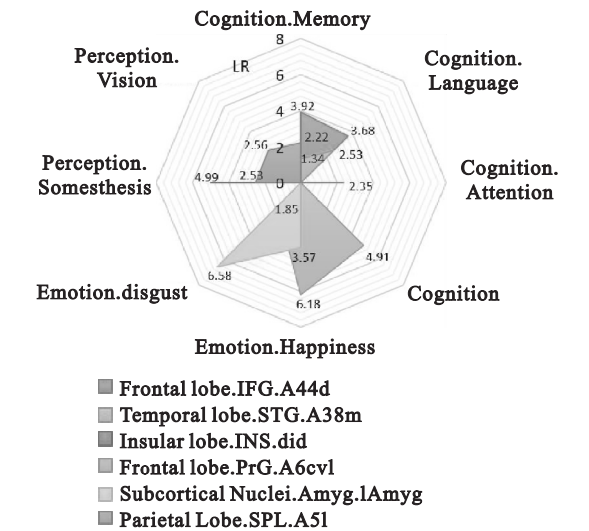 Cognition.Memory
8
Perception.
Vision
LR
Cognition.
Language
6
4
3.92
3.68
2.22
2.56
2
1.34
2.53
Perception.
Somesthesis
4.99
2.53
0
2.35
Cognition.
Attention
1.85
3.57
4.91
6.58
6.18
Emotion.disgust
Cognition
Emotion.Happiness
Frontal lobe.IFG.A44d
Temporal lobe.STG.A38m
Insular lobe.INS.did
Frontal lobe.PrG.A6cvl
Subcortical Nuclei.Amyg.lAmyg
Parietal Lobe.SPL.A5l